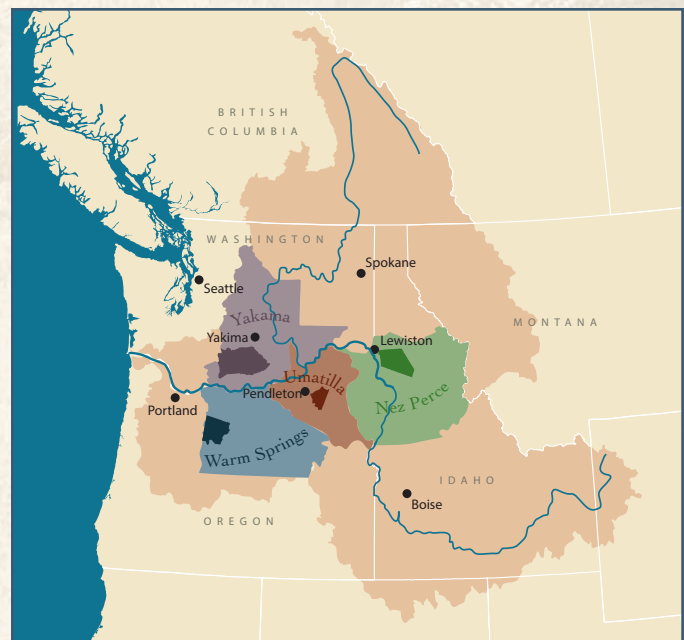 BRITISH
COLUMBIA
WASHINGTON
Spokane
Seattle
MONTANA
Yakama
Yakima
Lewiston
Umatilla
Pendleton
Nez Perce
Portland
Warm Springs
IDAHO
Boise
OREGON